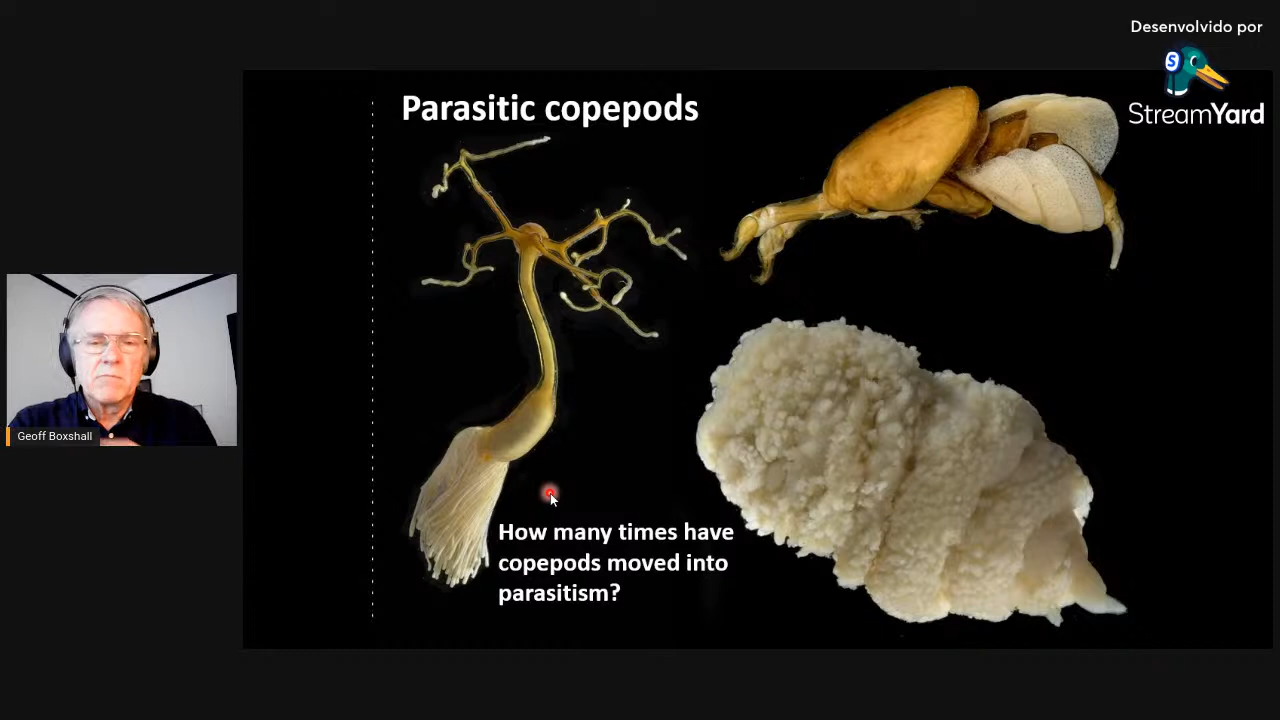 Desenvolvido por
S
StreamYard
Parasitic copepods
Geoff Boxshall
How many times have
copepods moved into
parasitism?